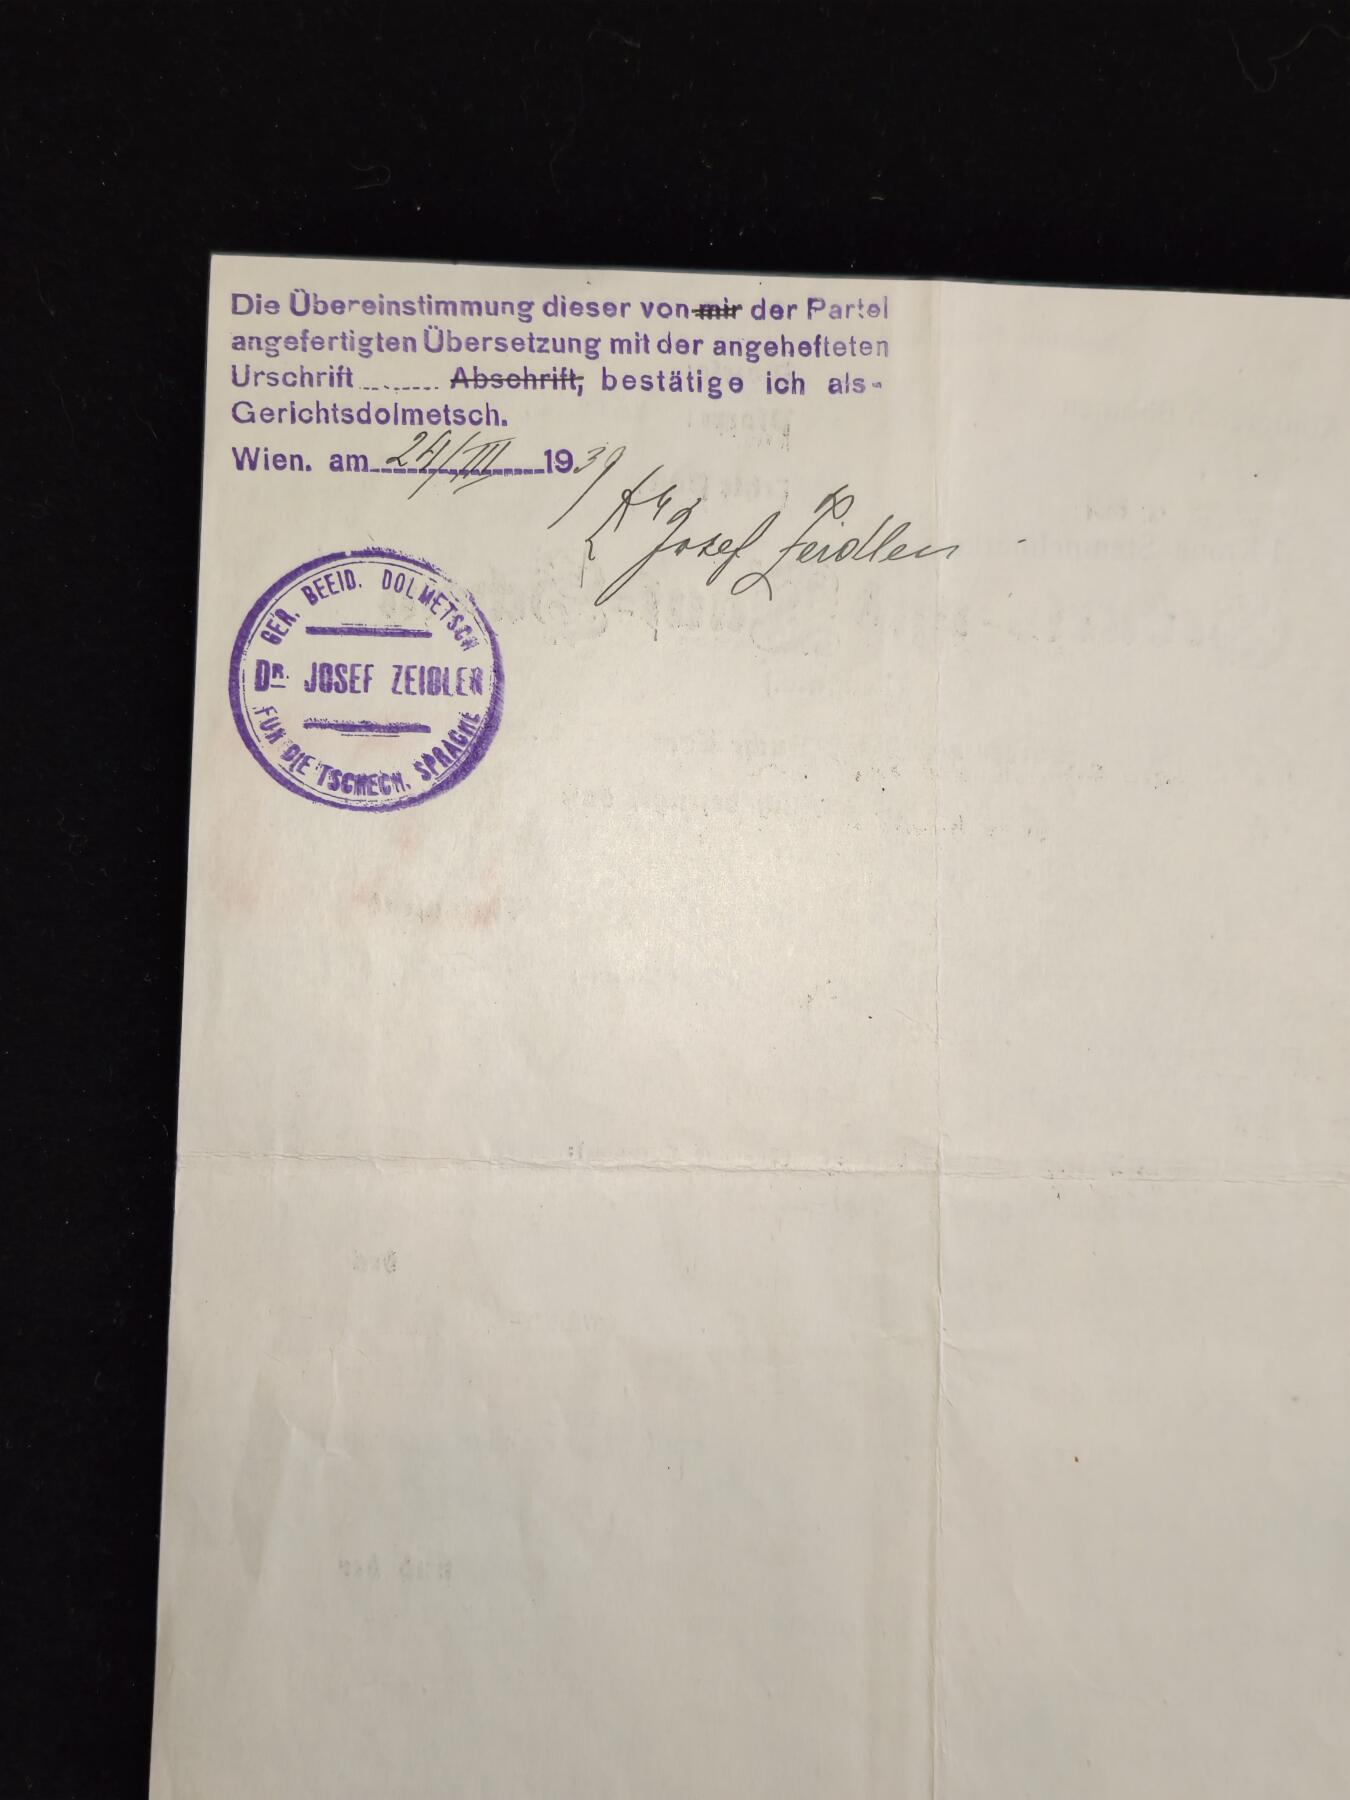 Die Übereinstimmung dieser von mir der Partei
angefertigten Übersetzung mit der angehefteten
Urschrift ........ Abschrift, bestätige ich als-
Gerichtsdolmetsch.
Wien. am 24/III 1939
Dr Josef Zeidler
GER. BEEID. DOLMETSCH
DR. JOSEF ZEIDLER
FÜR DIE TSCHECH. SPRACHE